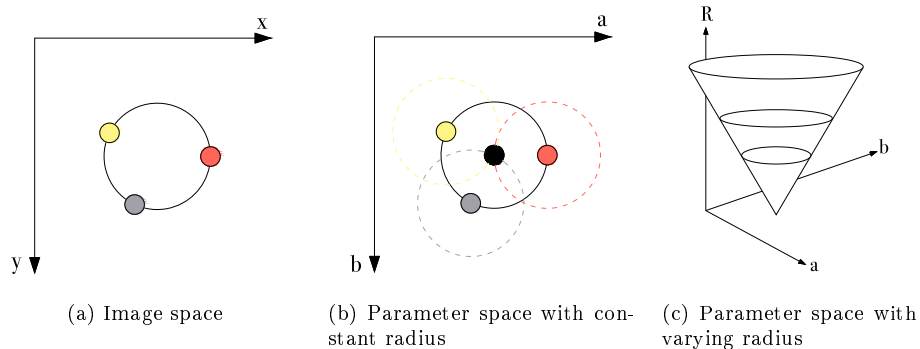 x
y
(a) Image space
a
b
(b) Parameter space with con-
stant radius
R
b
a
(c) Parameter space with
varying radius